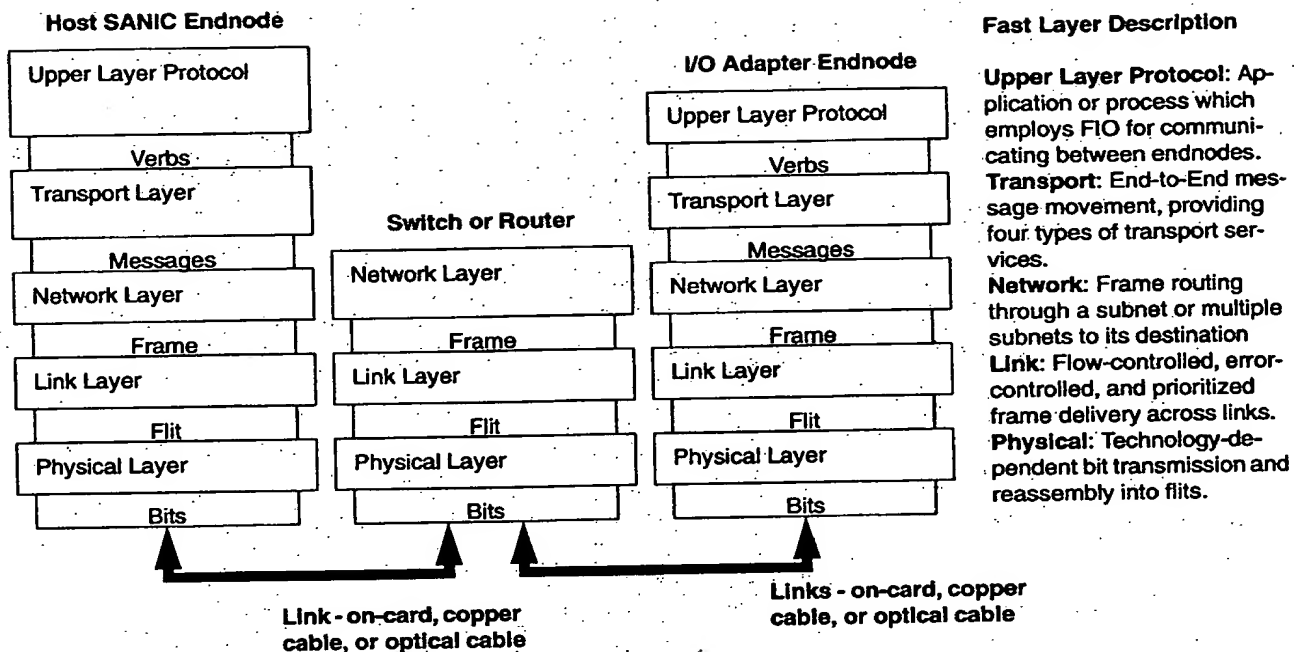 Host SANIC Endnode
Upper Layer Protocol
Verbs
Transport Layer
Messages
Network Layer
Frame
Link Layer
Flit
Physical Layer
Bits
Switch or Router
Network Layer
Frame
Link Layer
Flit
Physical Layer
Bits
I/O Adapter Endnode
Upper Layer Protocol
Verbs
Transport Layer
Messages
Network Layer
Frame
Link Layer
Flit
Physical Layer
Bits
Link - on-card, copper
cable, or optical cable
Links - on-card, copper
cable, or optical cable
Fast Layer Description
Upper Layer Protocol: Ap-
plication or process which
employs FIO for communi-
cating between endnodes.
Transport: End-to-End mes-
sage movement, providing
four types of transport ser-
vices.
Network: Frame routing
through a subnet or multiple
subnets to its destination
Link: Flow-controlled, error-
controlled, and prioritized
frame delivery across links.
Physical: Technology-de-
pendent bit transmission and
reassembly into flits.